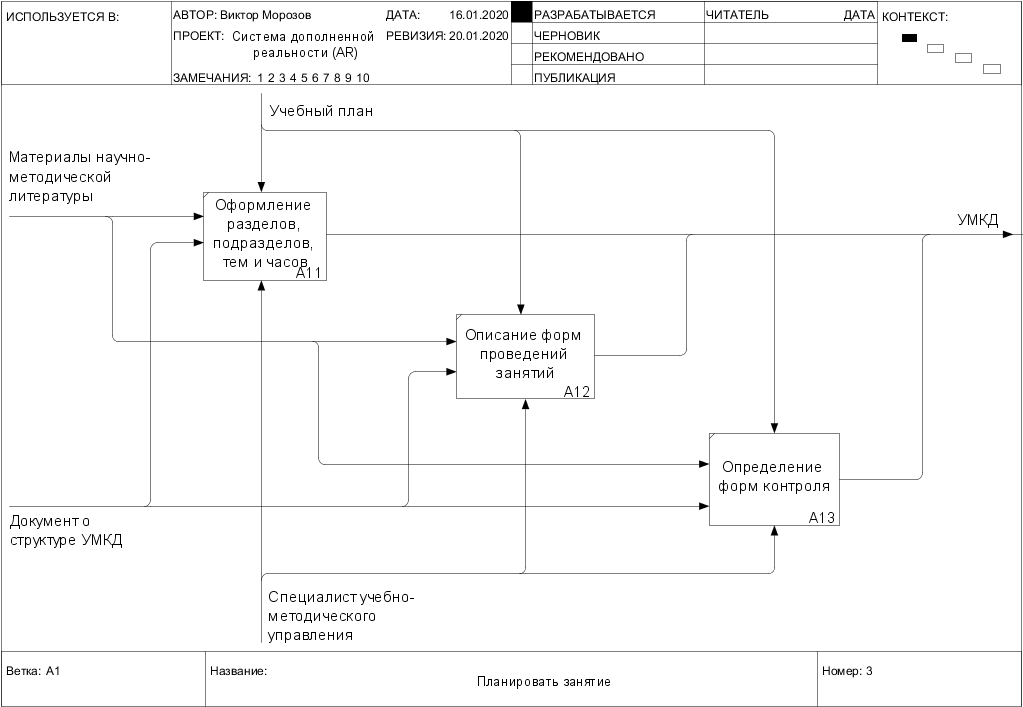 ИСПОЛЬЗУЕТСЯ В:
АВТОР: Виктор Морозов
ДАТА: 16.01.2020
ПРОЕКТ: Система дополненной
реальности (AR)
РЕВИЗИЯ: 20.01.2020
ЗАМЕЧАНИЯ: 1 2 3 4 5 6 7 8 9 10
РАЗРАБАТЫВАЕТСЯ
ЧЕРНОВИК
РЕКОМЕНДОВАНО
ПУБЛИКАЦИЯ
ЧИТАТЕЛЬ
ДАТА
КОНТЕКСТ:
Учебный план
Материалы научно-
методической
литературы
Оформление
разделов,
подразделов,
тем и часов
A11
УМКД
Описание форм
проведений
занятий
A12
Определение
форм контроля
A13
Документ о
структуре УМКД
Специалист учебно-
методического
управления
Ветка: A1
Название:
Планировать занятие
Номер: 3